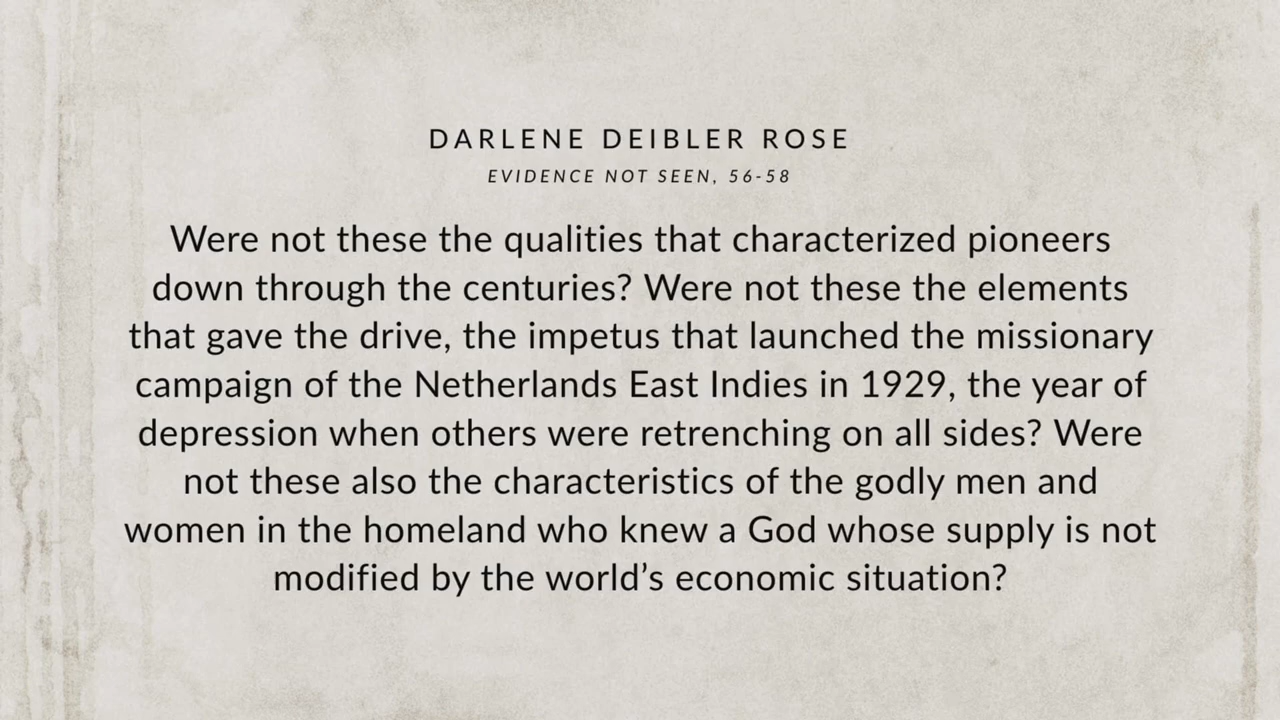 DARLENE DEIBLER ROSE
EVIDENCE NOT SEEN, 56-58
Were not these the qualities that characterized pioneers
down through the centuries? Were not these the elements
that gave the drive, the impetus that launched the missionary
campaign of the Netherlands East Indies in 1929, the year of
depression when others were retrenching on all sides? Were
not these also the characteristics of the godly men and
women in the homeland who knew a God whose supply is not
modified by the world’s economic situation?